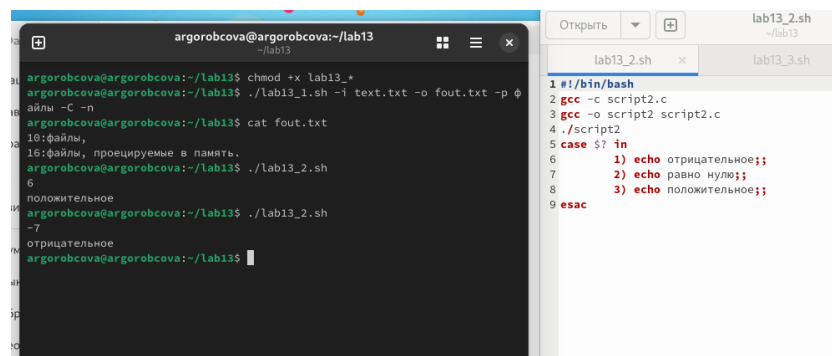 argorobcova@argorobcova:~/lab13
~/lab13
argorobcova@argorobcova:~/lab13$ chmod +x lab13_*
argorobcova@argorobcova:~/lab13$ ./lab13_1.sh -i text.txt -o fout.txt -p ф
айлы -C -n
argorobcova@argorobcova:~/lab13$ cat fout.txt
10:файлы,
16:файлы, проецируемые в память.
argorobcova@argorobcova:~/lab13$ ./lab13_2.sh
6
положительное
argorobcova@argorobcova:~/lab13$ ./lab13_2.sh
-7
отрицательное
argorobcova@argorobcova:~/lab13$
Открыть
lab13_2.sh
~/lab13
lab13_2.sh ×
lab13_3.sh
1 #!/bin/bash
2 gcc -c script2.c
3 gcc -o script2 script2.c
4 ./script2
5 case $? in
6 1) echo отрицательное;;
7 2) echo равно нулю;;
8 3) echo положительное;;
9 esac